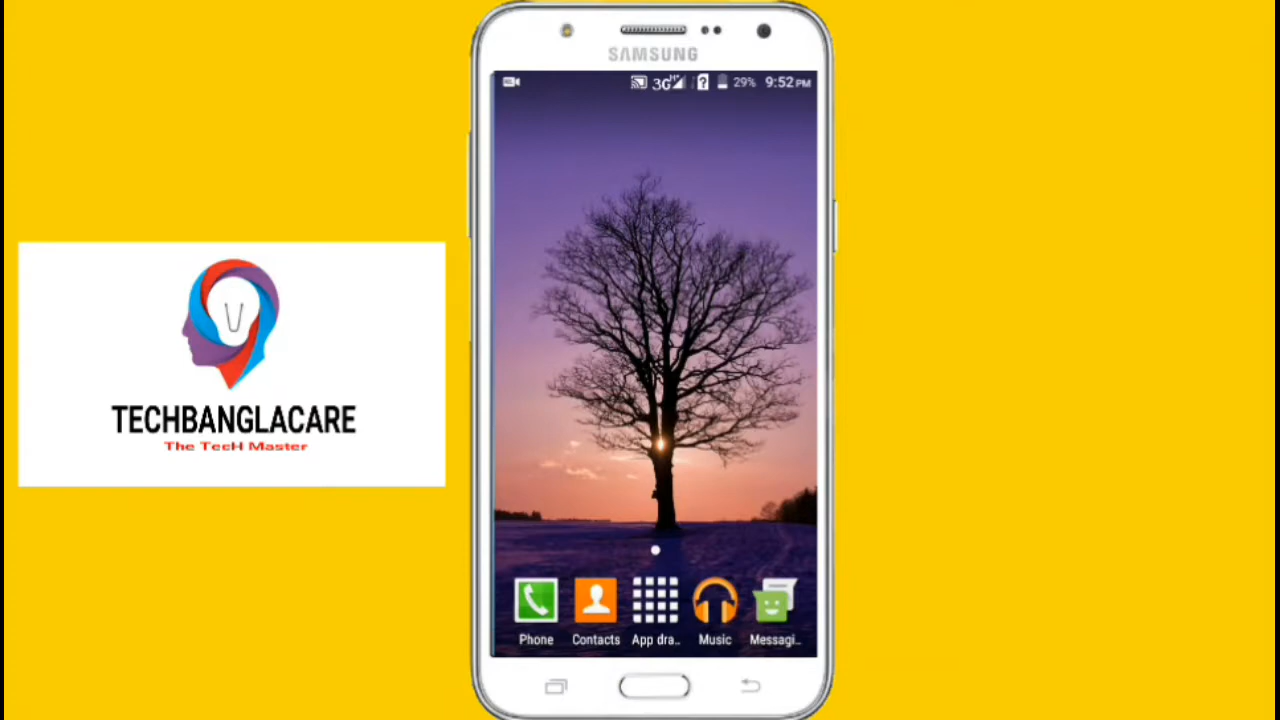 SAMSUNG
3G H+ ? 29% 9:52 PM
TECHBANGLACARE
The TecH Master
Phone Contacts App dra.. Music Messagi..